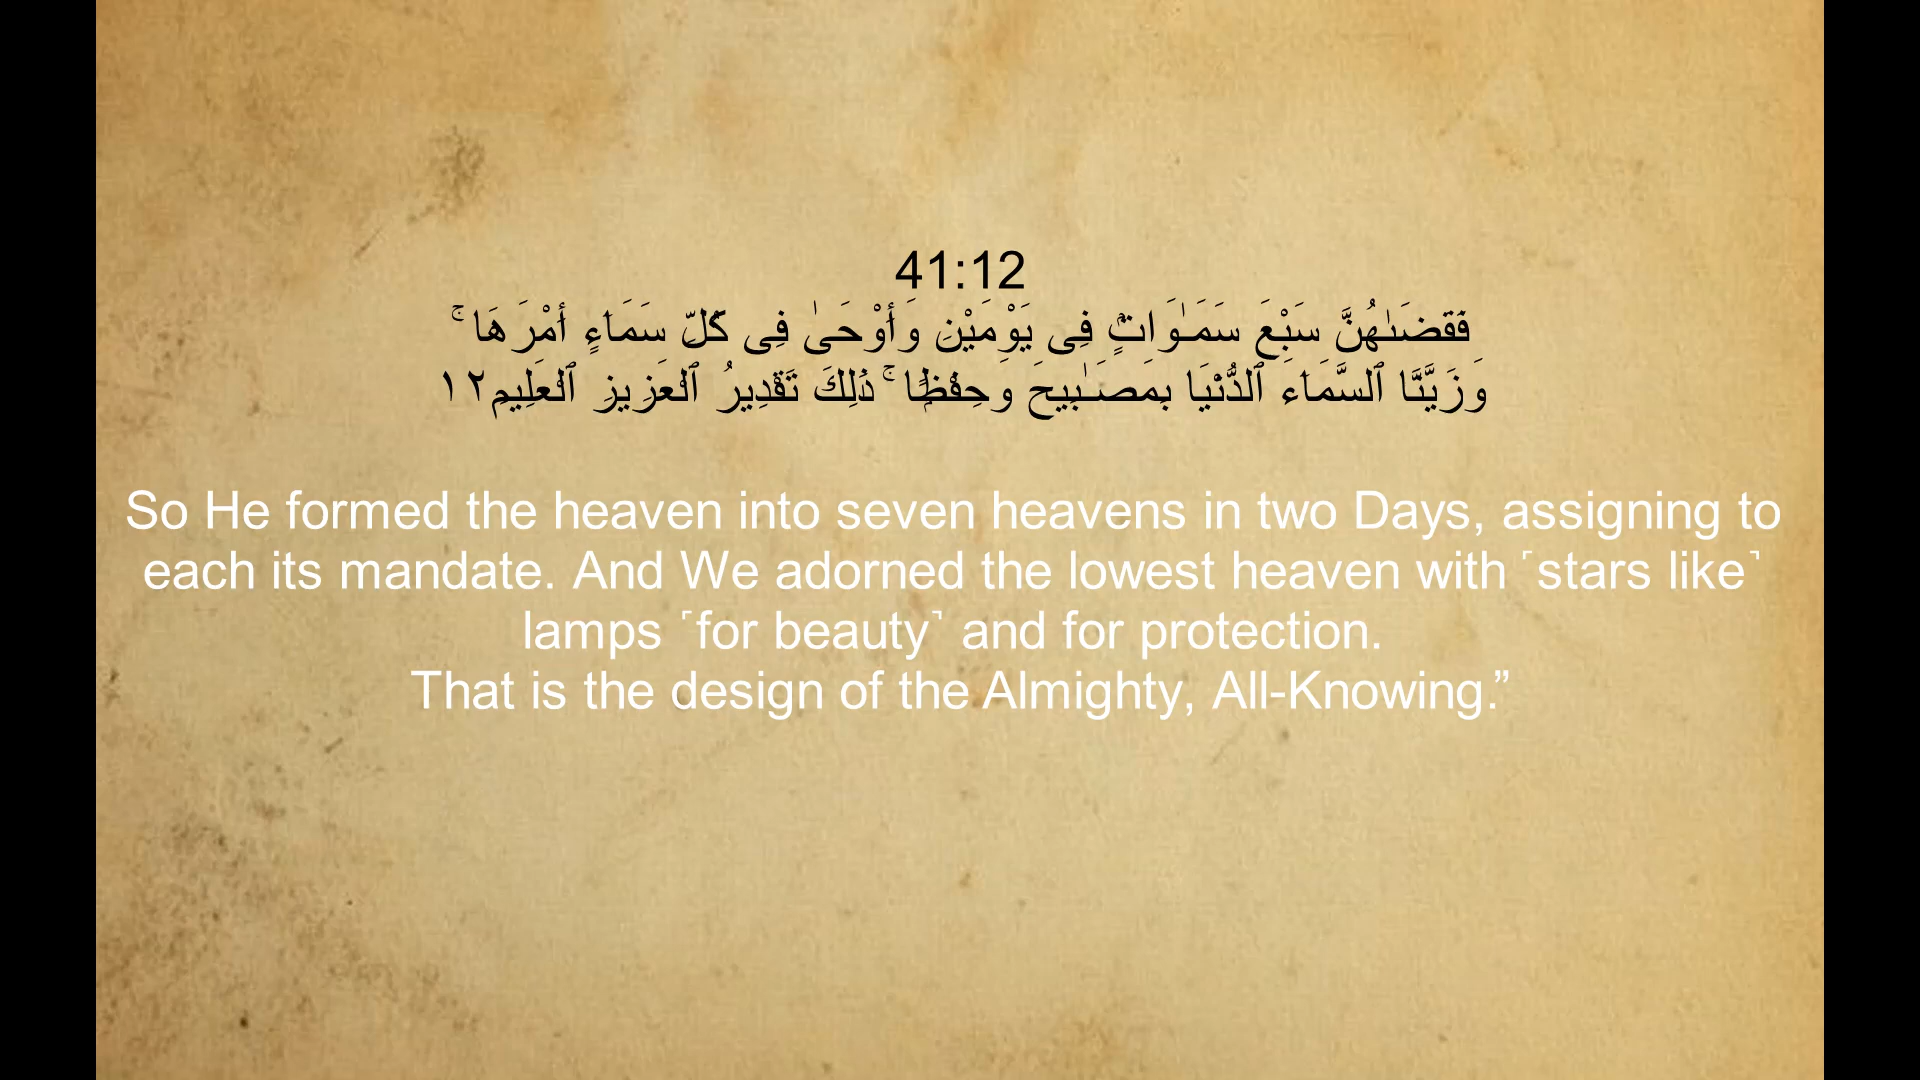 41:12
فَقَضَىٰهُنَّ سَبْعَ سَمَـٰوَاتٍۢ فِى يَوْمَيْنِ وَأَوْحَىٰ فِى كُلِّ سَمَآءٍ أَمْرَهَا ۚ
وَزَيَّنَّا ٱلسَّمَآءَ ٱلدُّنْيَا بِمَصَـٰبِيحَ وَحِفْظًۭا ۚ ذَٰلِكَ تَقْدِيرُ ٱلْعَزِيزِ ٱلْعَلِيمِ١٢
So He formed the heaven into seven heavens in two Days, assigning to
each its mandate. And We adorned the lowest heaven with ˹stars like˺
lamps ˹for beauty˺ and for protection.
That is the design of the Almighty, All-Knowing.”